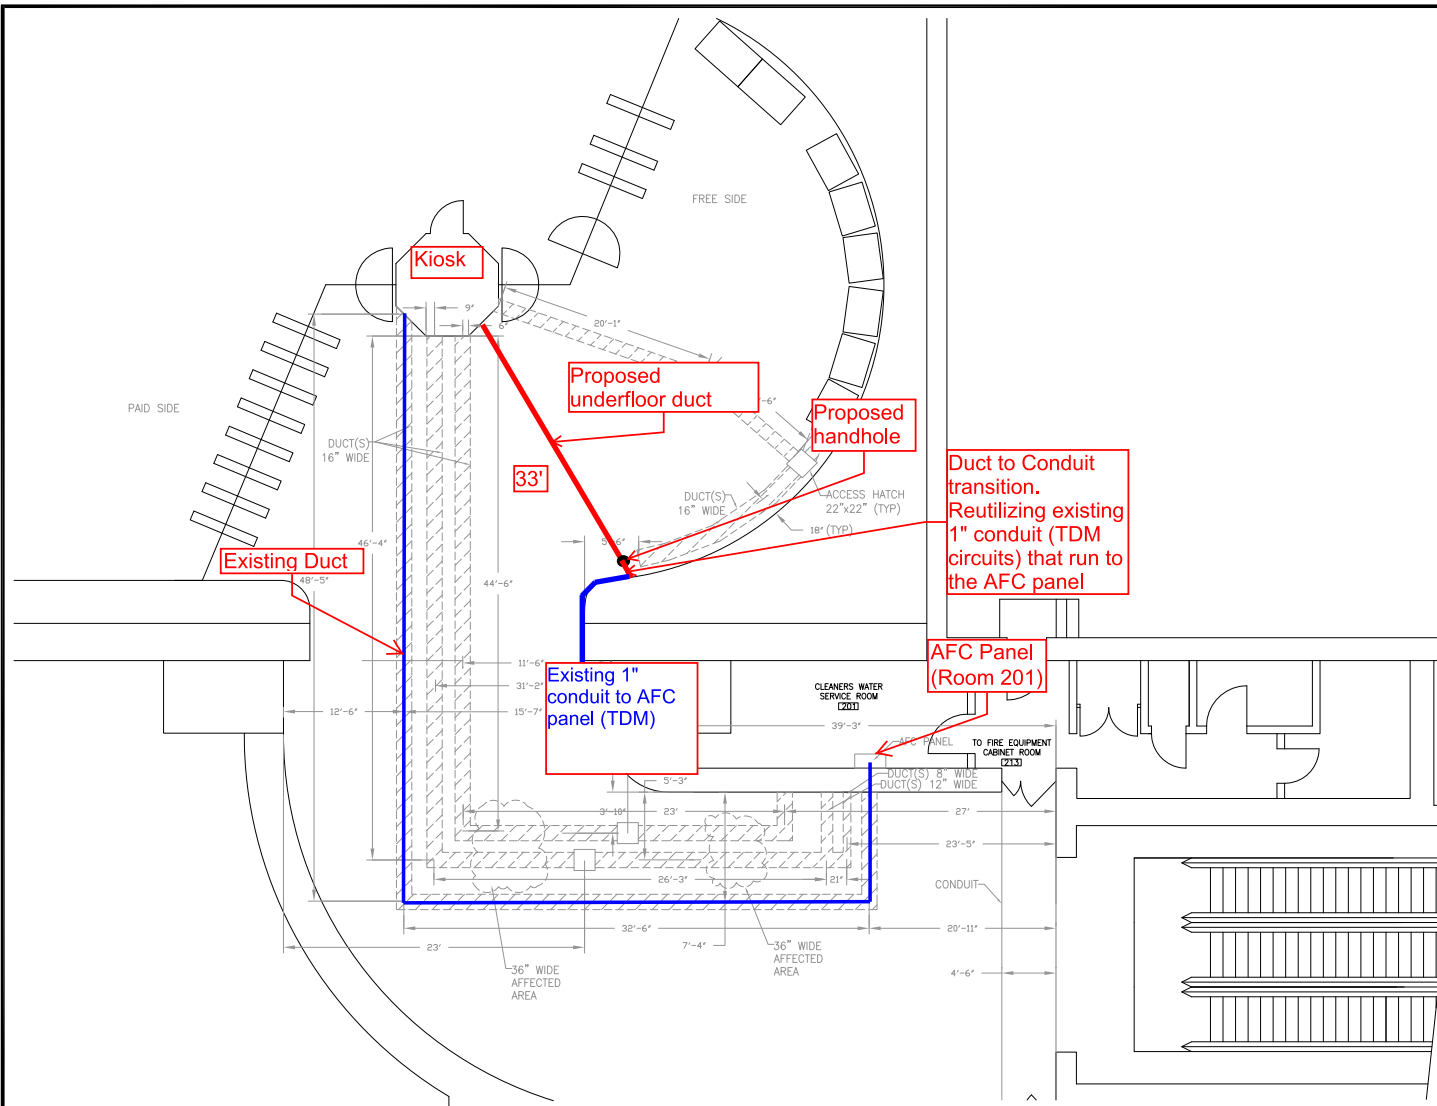 FREE SIDE
Kiosk
9"
6"
20'-1"
Proposed
underfloor duct
PAID SIDE
Proposed
handhole
DUCT(S)
16" WIDE
33'
Duct to Conduit
transition.
Reutilizing existing
1" conduit (TDM
circuits) that run to
the AFC panel
DUCT(S)
16" WIDE
ACCESS HATCH
22"x22" (TYP)
18" (TYP)
46'-4"
Existing Duct
48'-5"
44'-6"
11'-6"
31'-2"
12'-6"
15'-7"
Existing 1"
conduit to AFC
panel (TDM)
AFC Panel
(Room 201)
CLEANERS WATER
SERVICE ROOM
201
39'-3"
AFC PANEL
TO FIRE EQUIPMENT
CABINET ROOM
213
DUCT(S) 8" WIDE
DUCT(S) 12" WIDE
5'-3"
3'-10"
23'
27'
23'-5"
26'-3"
21"
CONDUIT
32'-6"
20'-11"
23'
7'-4"
36" WIDE
AFFECTED
AREA
36" WIDE
AFFECTED
AREA
4'-6"